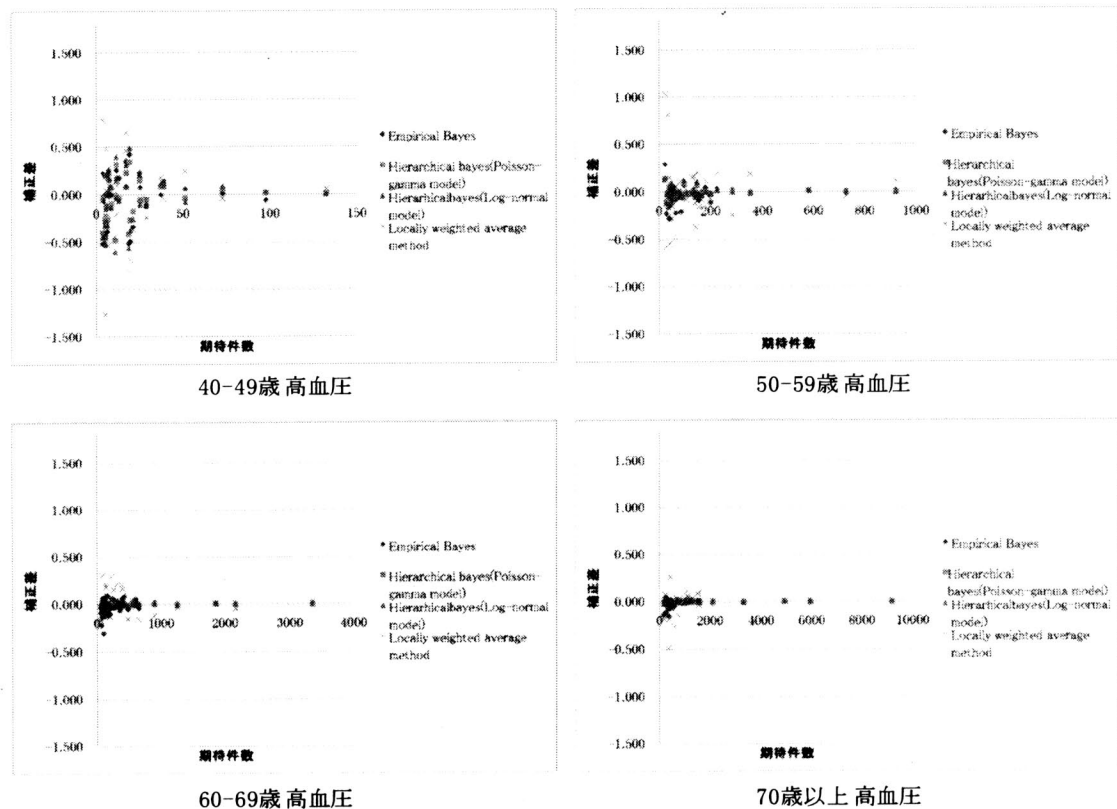 1.500
1.000
0.500
0.000
-0.500
-1.000
-1.500
補正差
0
50
100
150
期待件数
Empirical Bayes
Hierarchical bayes(Poisson-
gamma model)
Hierarhicalbayes(Log-normal
model)
Locally weighted average
method
40-49歳 高血圧
1.500
1.000
0.500
0.000
-0.500
-1.000
-1.500
補正差
0
200
400
600
800
1000
期待件数
Empirical Bayes
Hierarchical
bayes(Poisson-gamma model)
Hierarhicalbayes(Log-normal
model)
Locally weighted average
method
50-59歳 高血圧
1.500
1.000
0.500
0.000
-0.500
-1.000
-1.500
補正差
0
1000
2000
3000
4000
期待件数
Empirical Bayes
Hierarchical bayes(Poisson-
gamma model)
Hierarhicalbayes(Log-normal
model)
Locally weighted average
method
60-69歳 高血圧
1.500
1.000
0.500
0.000
-0.500
-1.000
-1.500
補正差
0
2000
4000
6000
8000
10000
期待件数
Empirical Bayes
Hierarchical
bayes(Poisson-gamma model)
Hierarhicalbayes(Log-normal
model)
Locally weighted average
method
70歳以上 高血圧